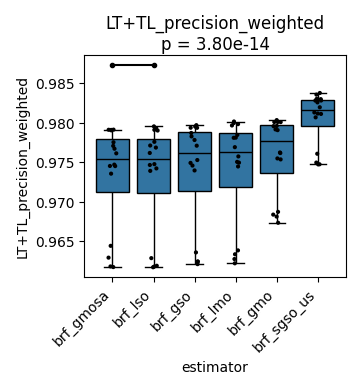 LT+TL_precision_weighted
p = 3.80e-14
LT+TL_precision_weighted
0.985
0.980
0.975
0.970
0.965
brf_gmosa
brf_lso
brf_gso
brf_lmo
brf_gmo
brf_sgso_us
estimator